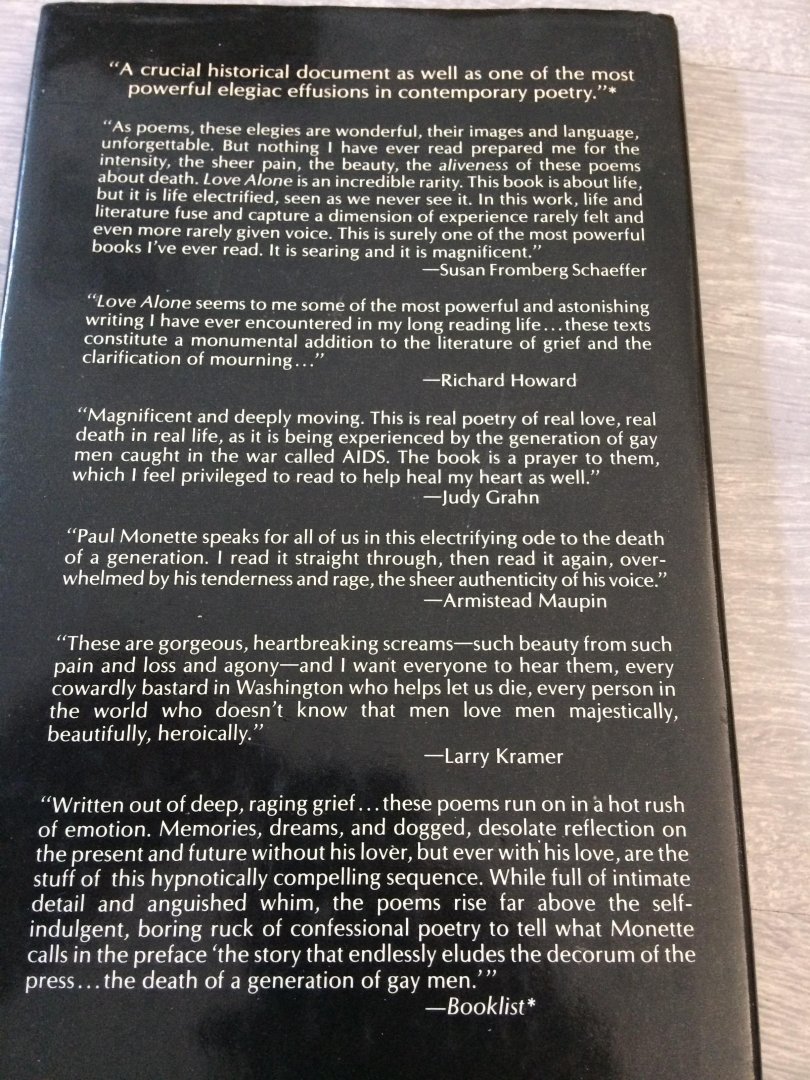 “A crucial historical document as well as one of the most
powerful elegiac effusions in contemporary poetry.”*
“As poems, these elegies are wonderful, their images and language,
unforgettable. But nothing I have ever read prepared me for the
intensity, the sheer pain, the beauty, the aliveness of these poems
about death. Love Alone is an incredible rarity. This book is about life,
but it is life electrified, seen as we never see it. In this work, life and
literature fuse and capture a dimension of experience rarely felt and
even more rarely given voice. This is surely one of the most powerful
books I’ve ever read. It is searing and it is magnificent.”
—Susan Fromberg Schaeffer
“Love Alone seems to me some of the most powerful and astonishing
writing I have ever encountered in my long reading life...these texts
constitute a monumental addition to the literature of grief and the
clarification of mourning...”
—Richard Howard
“Magnificent and deeply moving. This is real poetry of real love, real
death in real life, as it is being experienced by the generation of gay
men caught in the war called AIDS. The book is a prayer to them,
which I feel privileged to read to help heal my heart as well.”
—Judy Grahn
“Paul Monette speaks for all of us in this electrifying ode to the death
of a generation. I read it straight through, then read it again, over-
whelmed by his tenderness and rage, the sheer authenticity of his voice.”
—Armistead Maupin
“These are gorgeous, heartbreaking screams—such beauty from such
pain and loss and agony—and I want everyone to hear them, every
cowardly bastard in Washington who helps let us die, every person in
the world who doesn’t know that men love men majestically,
beautifully, heroically.”
—Larry Kramer
“Written out of deep, raging grief...these poems run on in a hot rush
of emotion. Memories, dreams, and dogged, desolate reflection on
the present and future without his lover, but ever with his love, are the
stuff of this hypnotically compelling sequence. While full of intimate
detail and anguished whim, the poems rise far above the self-
indulgent, boring ruck of confessional poetry to tell what Monette
calls in the preface ‘the story that endlessly eludes the decorum of the
press...the death of a generation of gay men.’”
—Booklist*